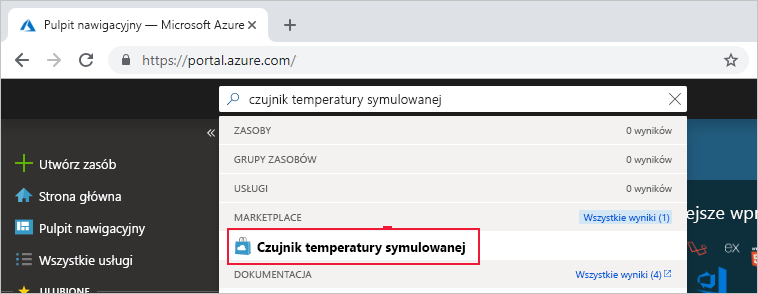 Pulpit nawigacyjny — Microsoft Azure
https://portal.azure.com/
czujnik temperatury symulowanej
ZASOBY 0 wyników
GRUPY ZASOBÓW 0 wyników
USŁUGI 0 wyników
MARKETPLACE Wszystkie wyniki (1)
Czujnik temperatury symulowanej
DOKUMENTACJA Wszystkie wyniki (4)
Utwórz zasób
Strona główna
Pulpit nawigacyjny
Wszystkie usługi
ULUBIONE
ejsze wpr
ex